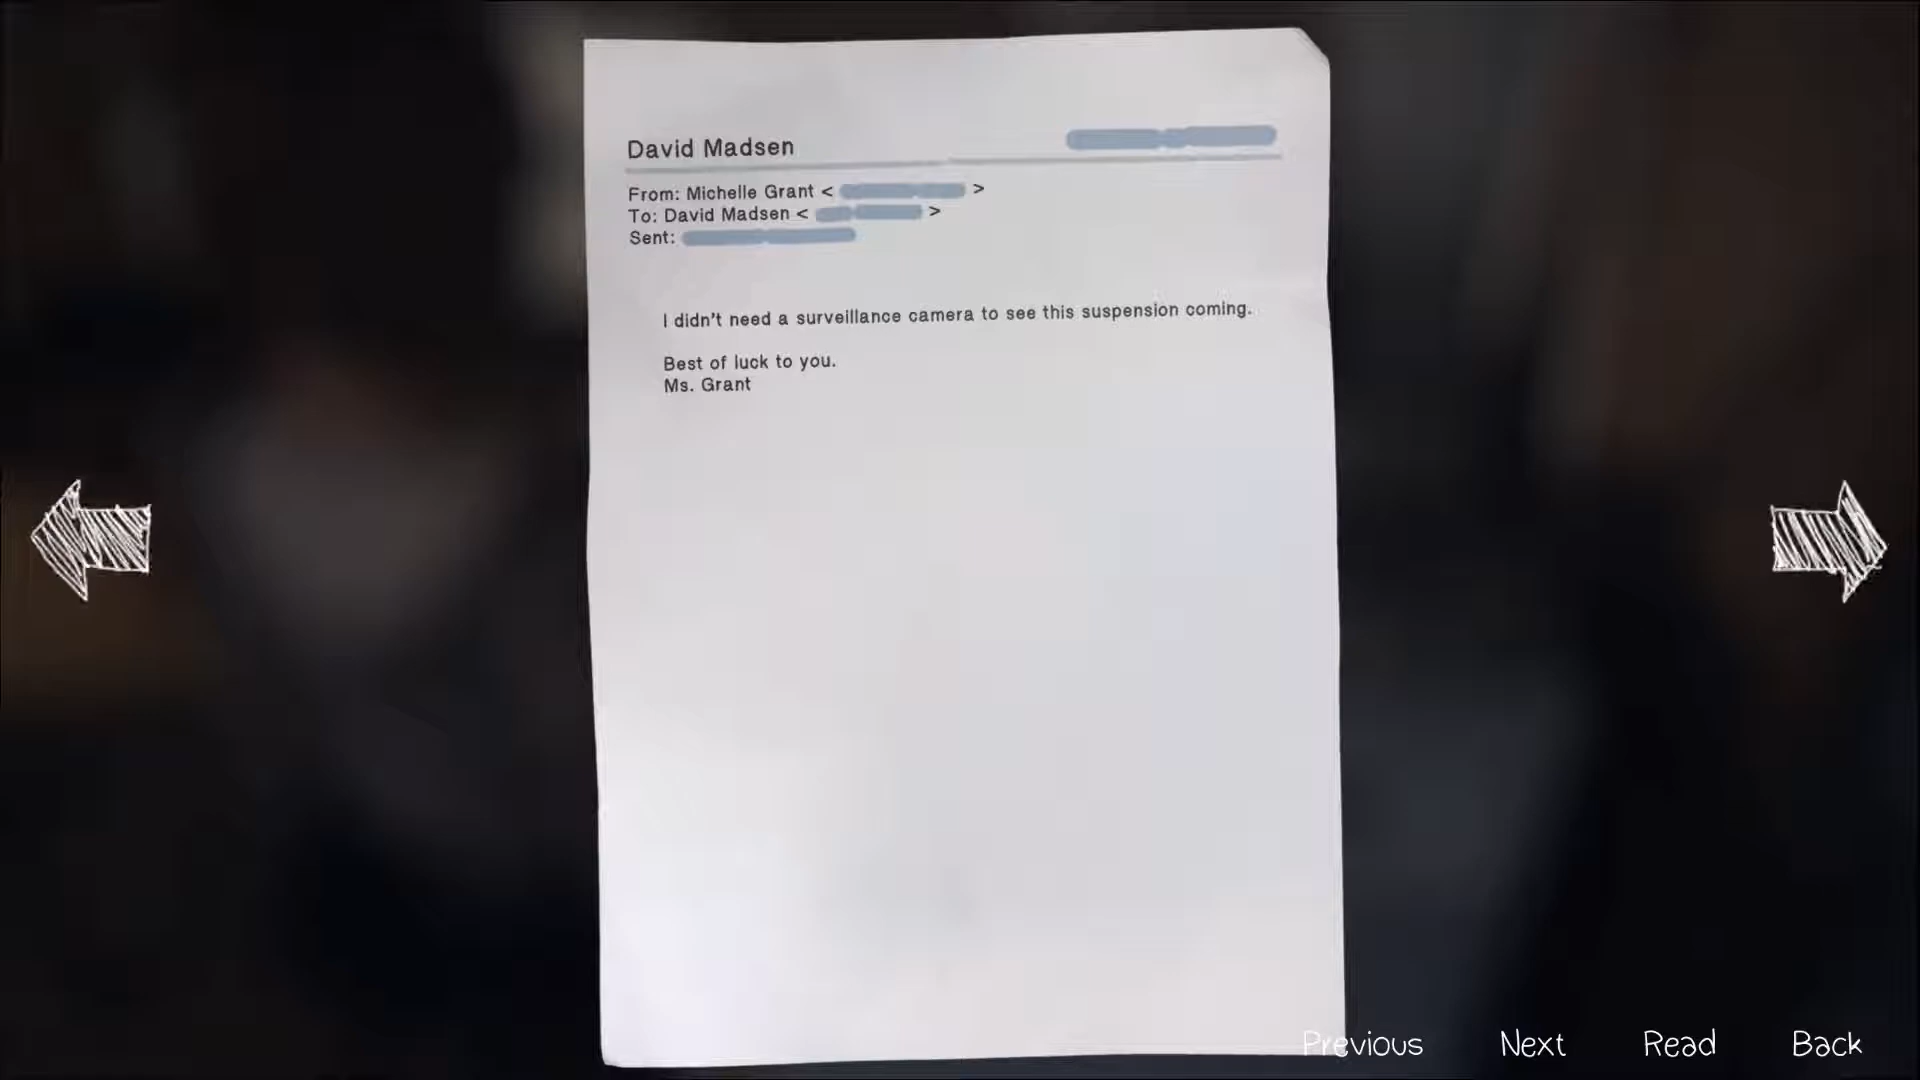 David Madsen
From: Michelle Grant < >
To: David Madsen < >
Sent:
I didn't need a surveillance camera to see this suspension coming.
Best of luck to you.
Ms. Grant
Previous Next Read Back